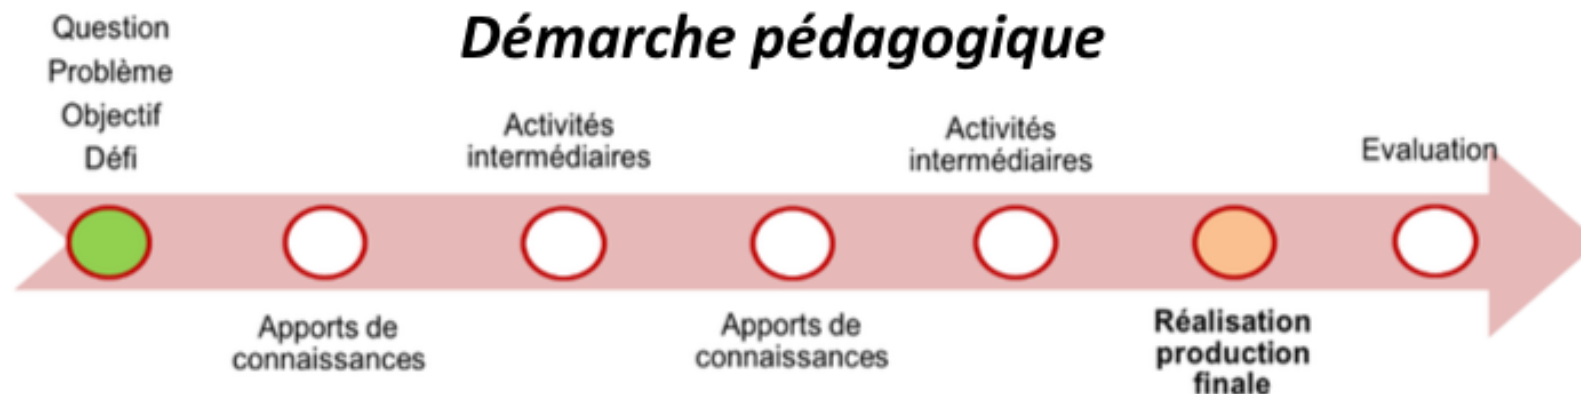 Démarche pédagogique
Question
Problème
Objectif
Défi
Apports de
connaissances
Activités
intermédiaires
Apports de
connaissances
Activités
intermédiaires
Réalisation
production
finale
Evaluation